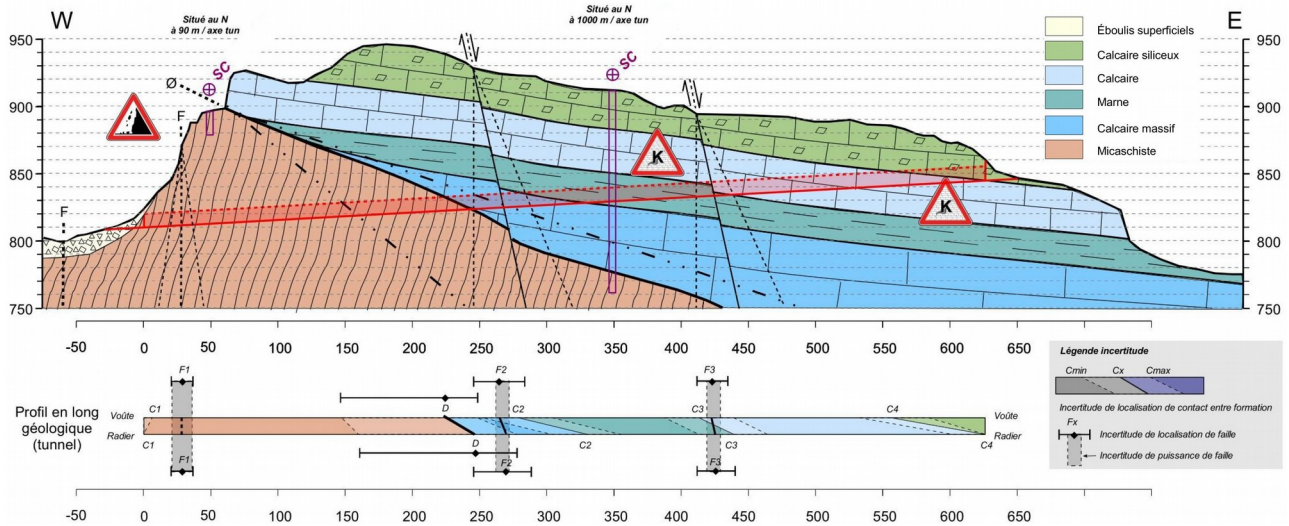 W
Situé au N
à 90 m / axe tun
Situé au N
à 1000 m / axe tun
E
950
900
850
800
750
950
900
850
800
750
Ø
SC
F
F
SC
K
K
Éboulis superficiels
Calcaire siliceux
Calcaire
Marne
Calcaire massif
Micaschiste
-50 0 50 100 150 200 250 300 350 400 450 500 550 600 650
Profil en long
géologique
(tunnel)
Voûte
Radier
F1
F2
F3
C1
D
C2
C3
C4
Voûte
Radier
C1
F1
D
F2
C2
F3
C3
C4
-50 0 50 100 150 200 250 300 350 400 450 500 550 600 650
Légende incertitude
Cmin Cx Cmax
Incertitude de localisation de contact entre formation
Fx
Incertitude de localisation de faille
Incertitude de puissance de faille